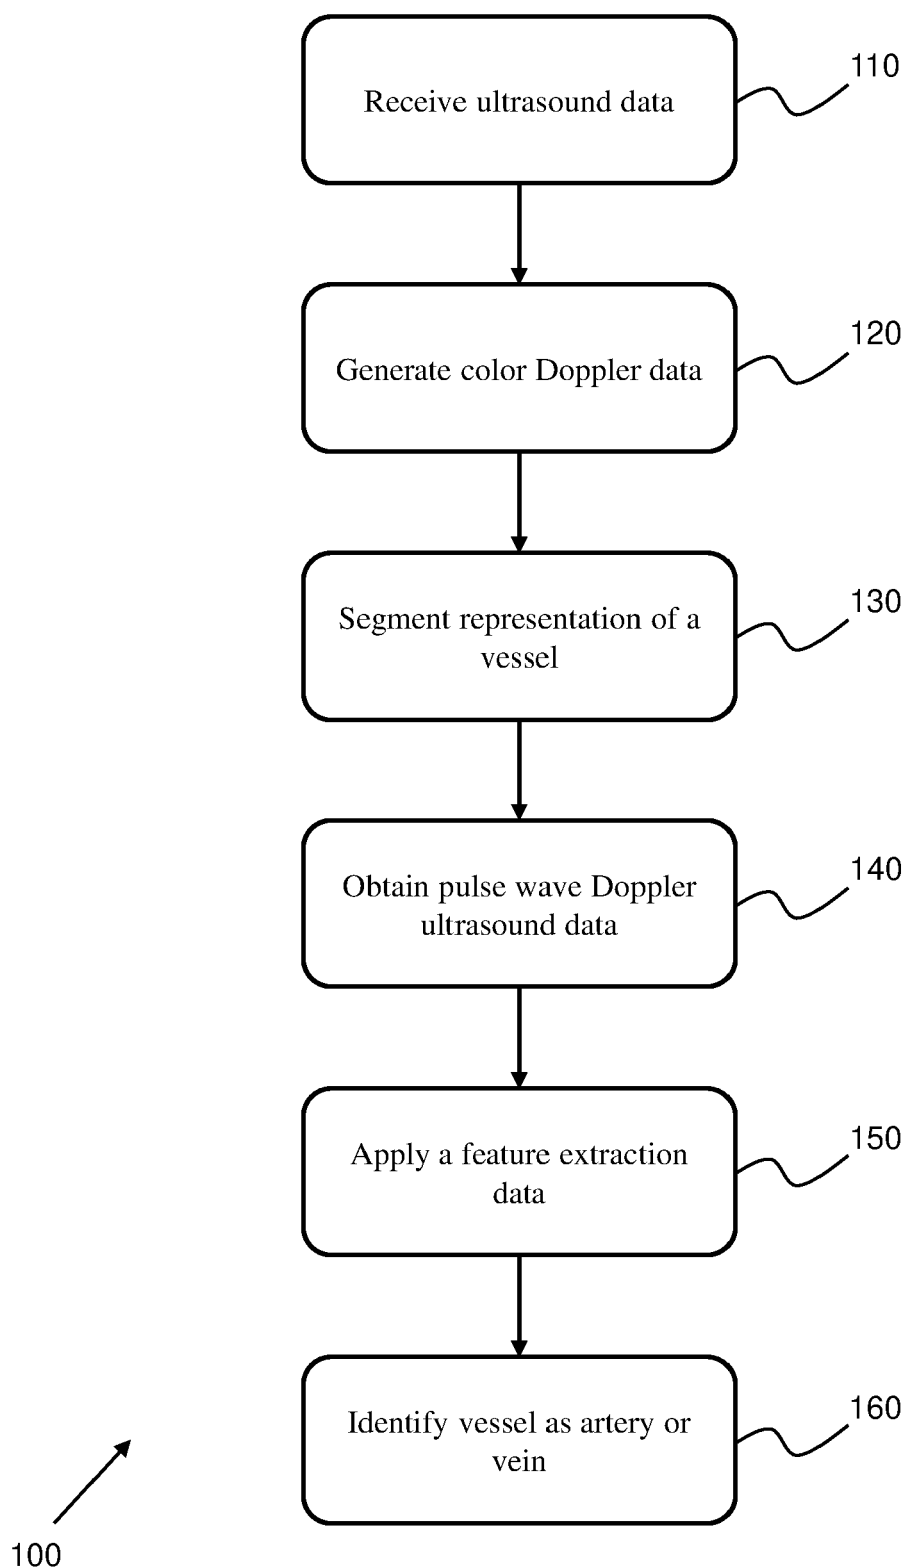 Receive ultrasound data
110
Generate color Doppler data
120
Segment representation of a
vessel
130
Obtain pulse wave Doppler
ultrasound data
140
Apply a feature extraction
data
150
Identify vessel as artery or
vein
160
100